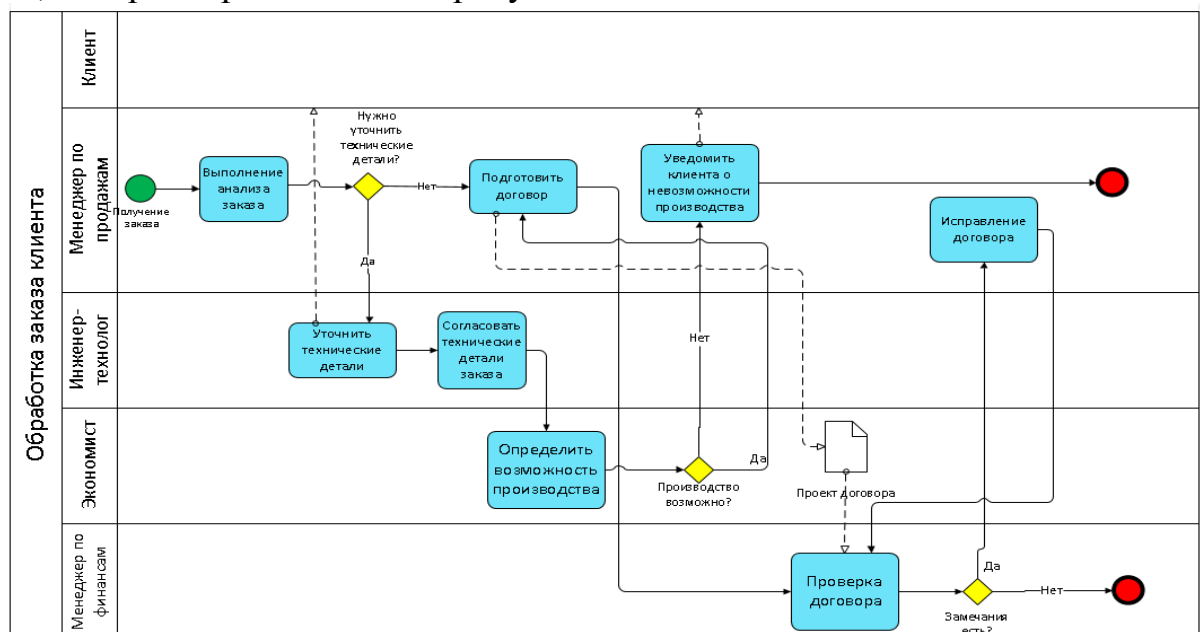 Обработка заказа клиента
Клиент
Менеджер по
продажам
Инженер-
технолог
Экономист
Менеджер по
финансам
Получение
заказа
Выполнение
анализа
заказа
Нужно
уточнить
технические
детали?
Нет
Да
Подготовить
договор
Уведомить
клиента о
невозможности
производства
Исправление
договора
Уточнить
технические
детали
Согласовать
технические
детали
заказа
Нет
Определить
возможность
производства
Производство
возможно?
Да
Проект договора
Проверка
договора
Да
Нет
Замечания
есть?